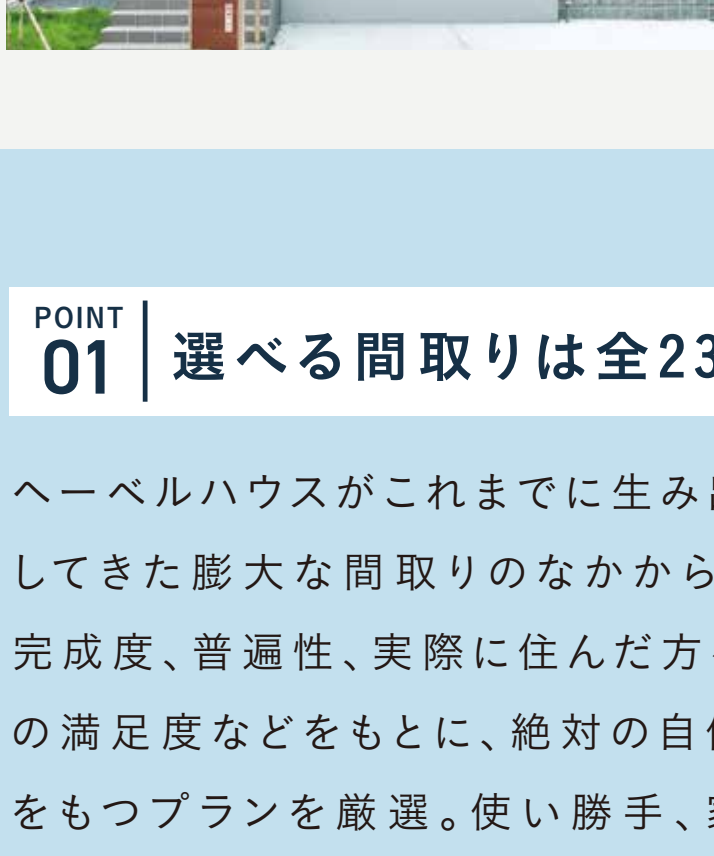 POINT
01
選べる間取りは全23
ヘーベルハウスがこれまでに生み
してきた膨大な間取りのなかから
完成度、普遍性、実際に住んだ方
の満足度などをもとに、絶対の自
をもつプランを厳選。使い勝手、